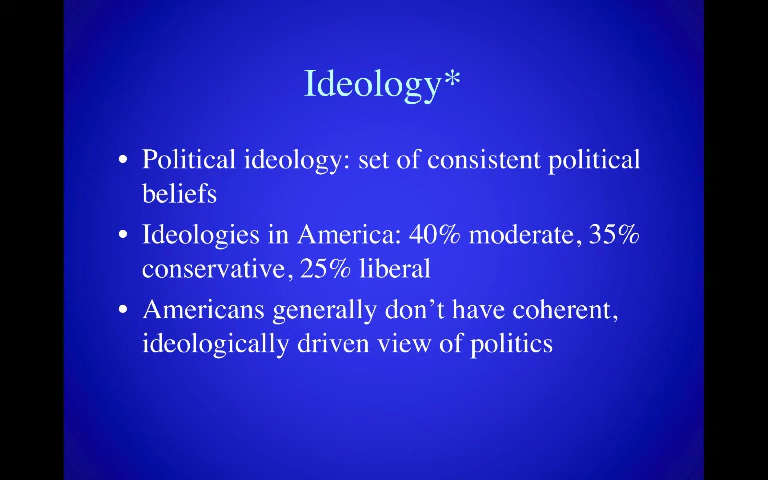 Ideology*
• Political ideology: set of consistent political
beliefs
• Ideologies in America: 40% moderate, 35%
conservative, 25% liberal
• Americans generally don’t have coherent,
ideologically driven view of politics